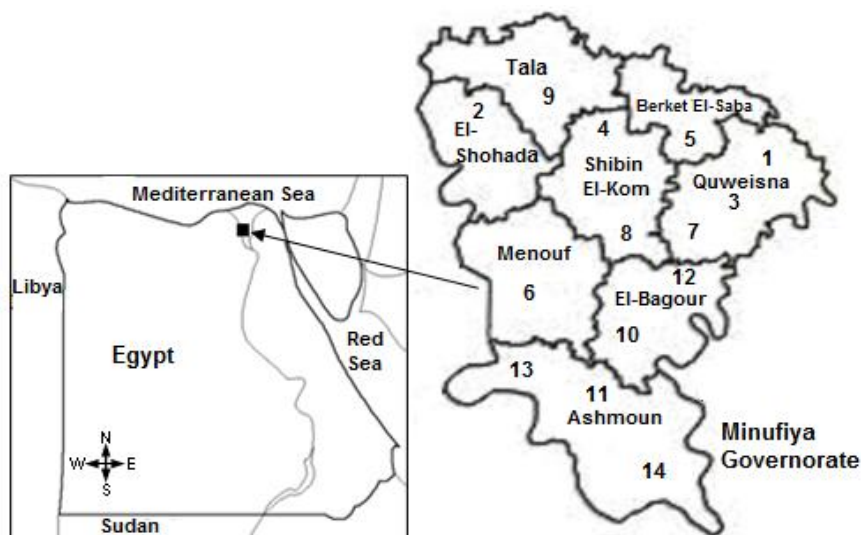 Mediterranean Sea
Libya
Egypt
Red
Sea
N
W E
S
Sudan
Tala
9
Berket El-Saba
5
2
El-
Shohada
4
Shibin
El-Kom
8
1
Quweisna
3
7
Menouf
6
12
El-Bagour
10
13
11
Ashmoun
14
Minufiya
Governorate